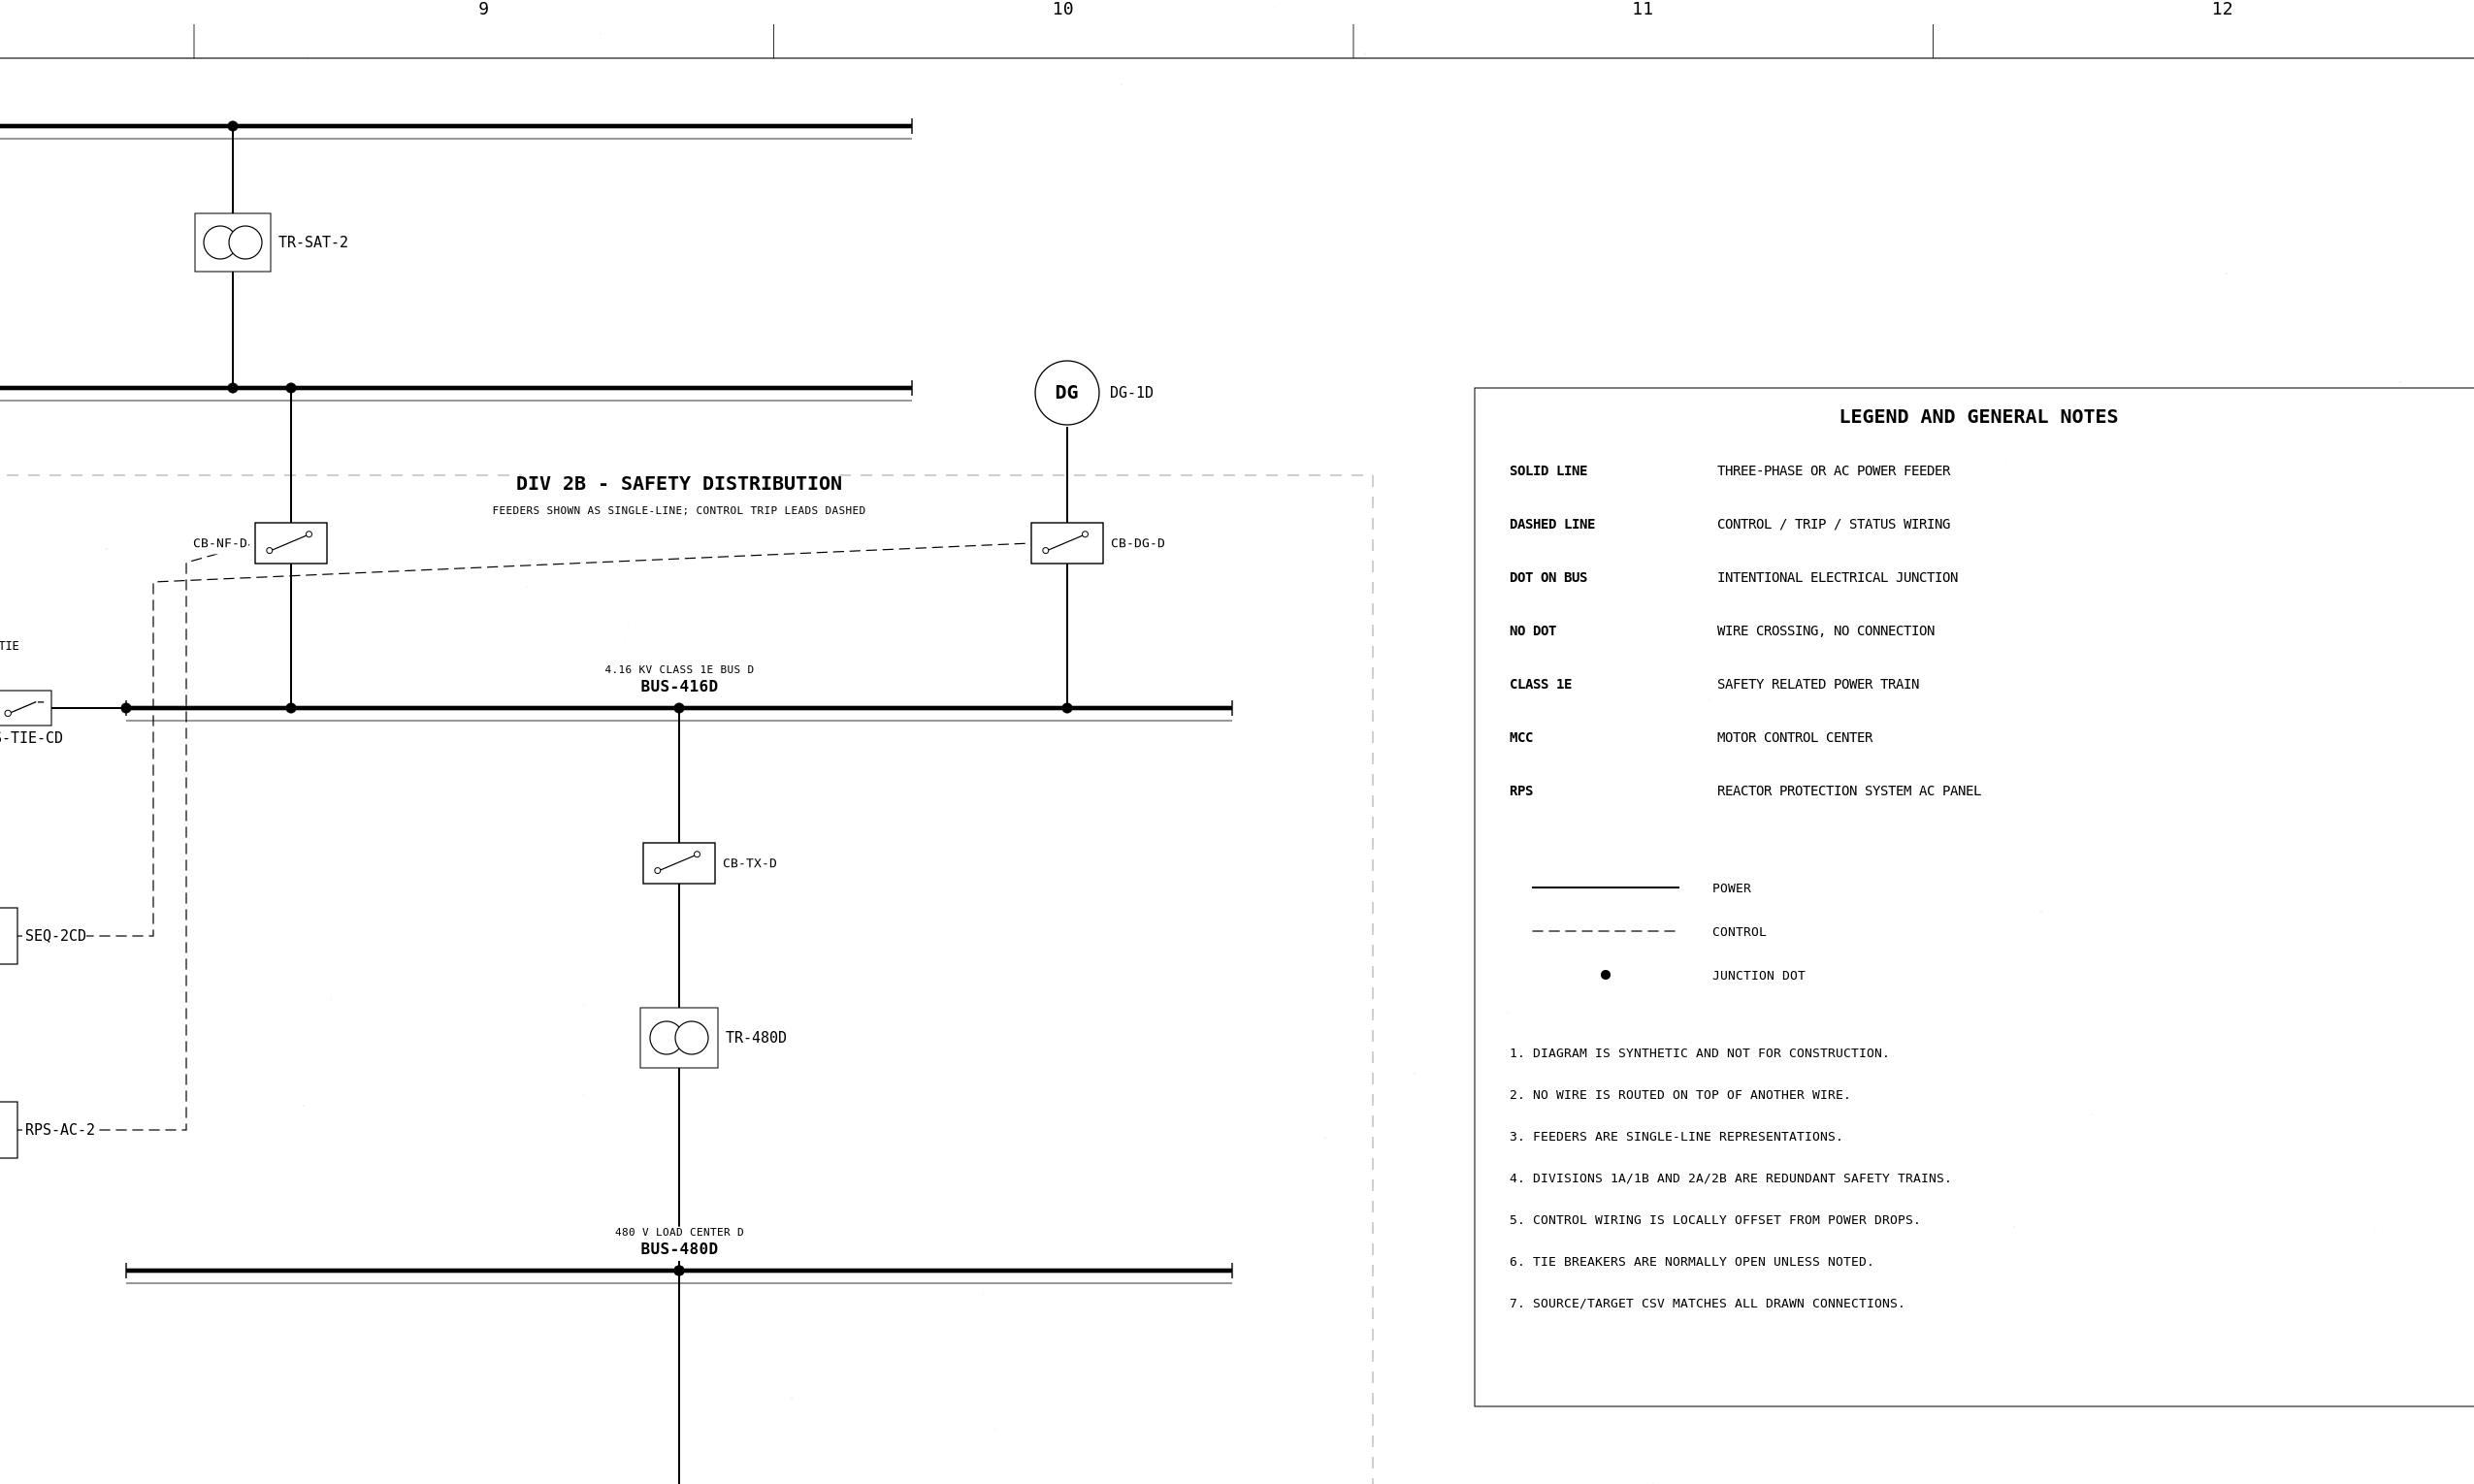 9 10 11 12
TR-SAT-2
DG DG-1D
DIV 2B - SAFETY DISTRIBUTION
FEEDERS SHOWN AS SINGLE-LINE; CONTROL TRIP LEADS DASHED
CB-NF-D
CB-DG-D
TIE
4.16 KV CLASS 1E BUS D
BUS-416D
-TIE-CD
CB-TX-D
SEQ-2CD
TR-480D
RPS-AC-2
480 V LOAD CENTER D
BUS-480D
LEGEND AND GENERAL NOTES
SOLID LINE THREE-PHASE OR AC POWER FEEDER
DASHED LINE CONTROL / TRIP / STATUS WIRING
DOT ON BUS INTENTIONAL ELECTRICAL JUNCTION
NO DOT WIRE CROSSING, NO CONNECTION
CLASS 1E SAFETY RELATED POWER TRAIN
MCC MOTOR CONTROL CENTER
RPS REACTOR PROTECTION SYSTEM AC PANEL
POWER
CONTROL
JUNCTION DOT
1. DIAGRAM IS SYNTHETIC AND NOT FOR CONSTRUCTION.
2. NO WIRE IS ROUTED ON TOP OF ANOTHER WIRE.
3. FEEDERS ARE SINGLE-LINE REPRESENTATIONS.
4. DIVISIONS 1A/1B AND 2A/2B ARE REDUNDANT SAFETY TRAINS.
5. CONTROL WIRING IS LOCALLY OFFSET FROM POWER DROPS.
6. TIE BREAKERS ARE NORMALLY OPEN UNLESS NOTED.
7. SOURCE/TARGET CSV MATCHES ALL DRAWN CONNECTIONS.